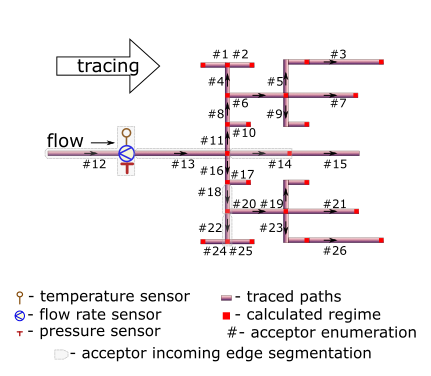 #1 #2
#3
tracing
#4
#5
#6
#7
#8
#9
#10
flow
#11
#12
#13
#14
#15
#16
#17
#18
#20 #19
#21
#22
#23
#24 #25
#26
- temperature sensor
- traced paths
- flow rate sensor
- calculated regime
- pressure sensor
#- acceptor enumeration
- acceptor incoming edge segmentation